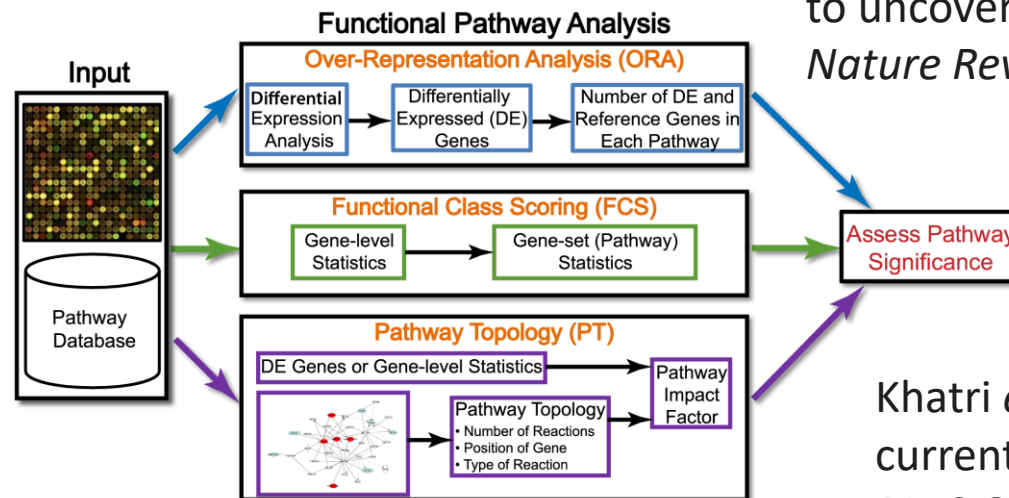 Functional Pathway Analysis
to uncover
Nature Rev
Input
Over-Representation Analysis (ORA)
Differential
Expression
Analysis
Differentially
Expressed (DE)
Genes
Number of DE and
Reference Genes in
Each Pathway
Functional Class Scoring (FCS)
Gene-level
Statistics
Gene-set (Pathway)
Statistics
Assess Pathway
Significance
Pathway
Database
Pathway Topology (PT)
DE Genes or Gene-level Statistics
Pathway
Impact
Factor
Pathway Topology
• Number of Reactions
• Position of Gene
• Type of Reaction
Khatri
current